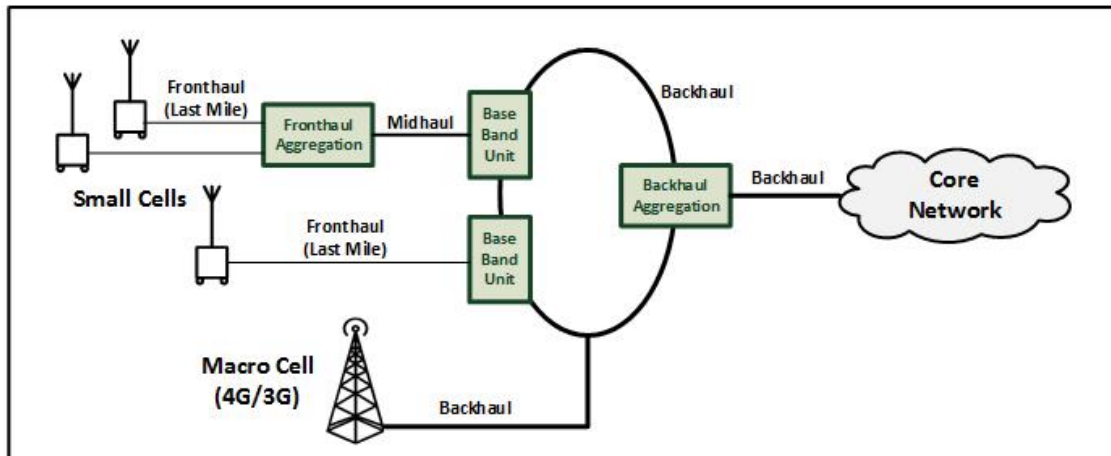 Fronthaul
(Last Mile)
Fronthaul
Aggregation
Midhaul
Base
Band
Unit
Backhaul
Small Cells
Backhaul
Aggregation
Backhaul
Core
Network
Fronthaul
(Last Mile)
Base
Band
Unit
Macro Cell
(4G/3G)
Backhaul